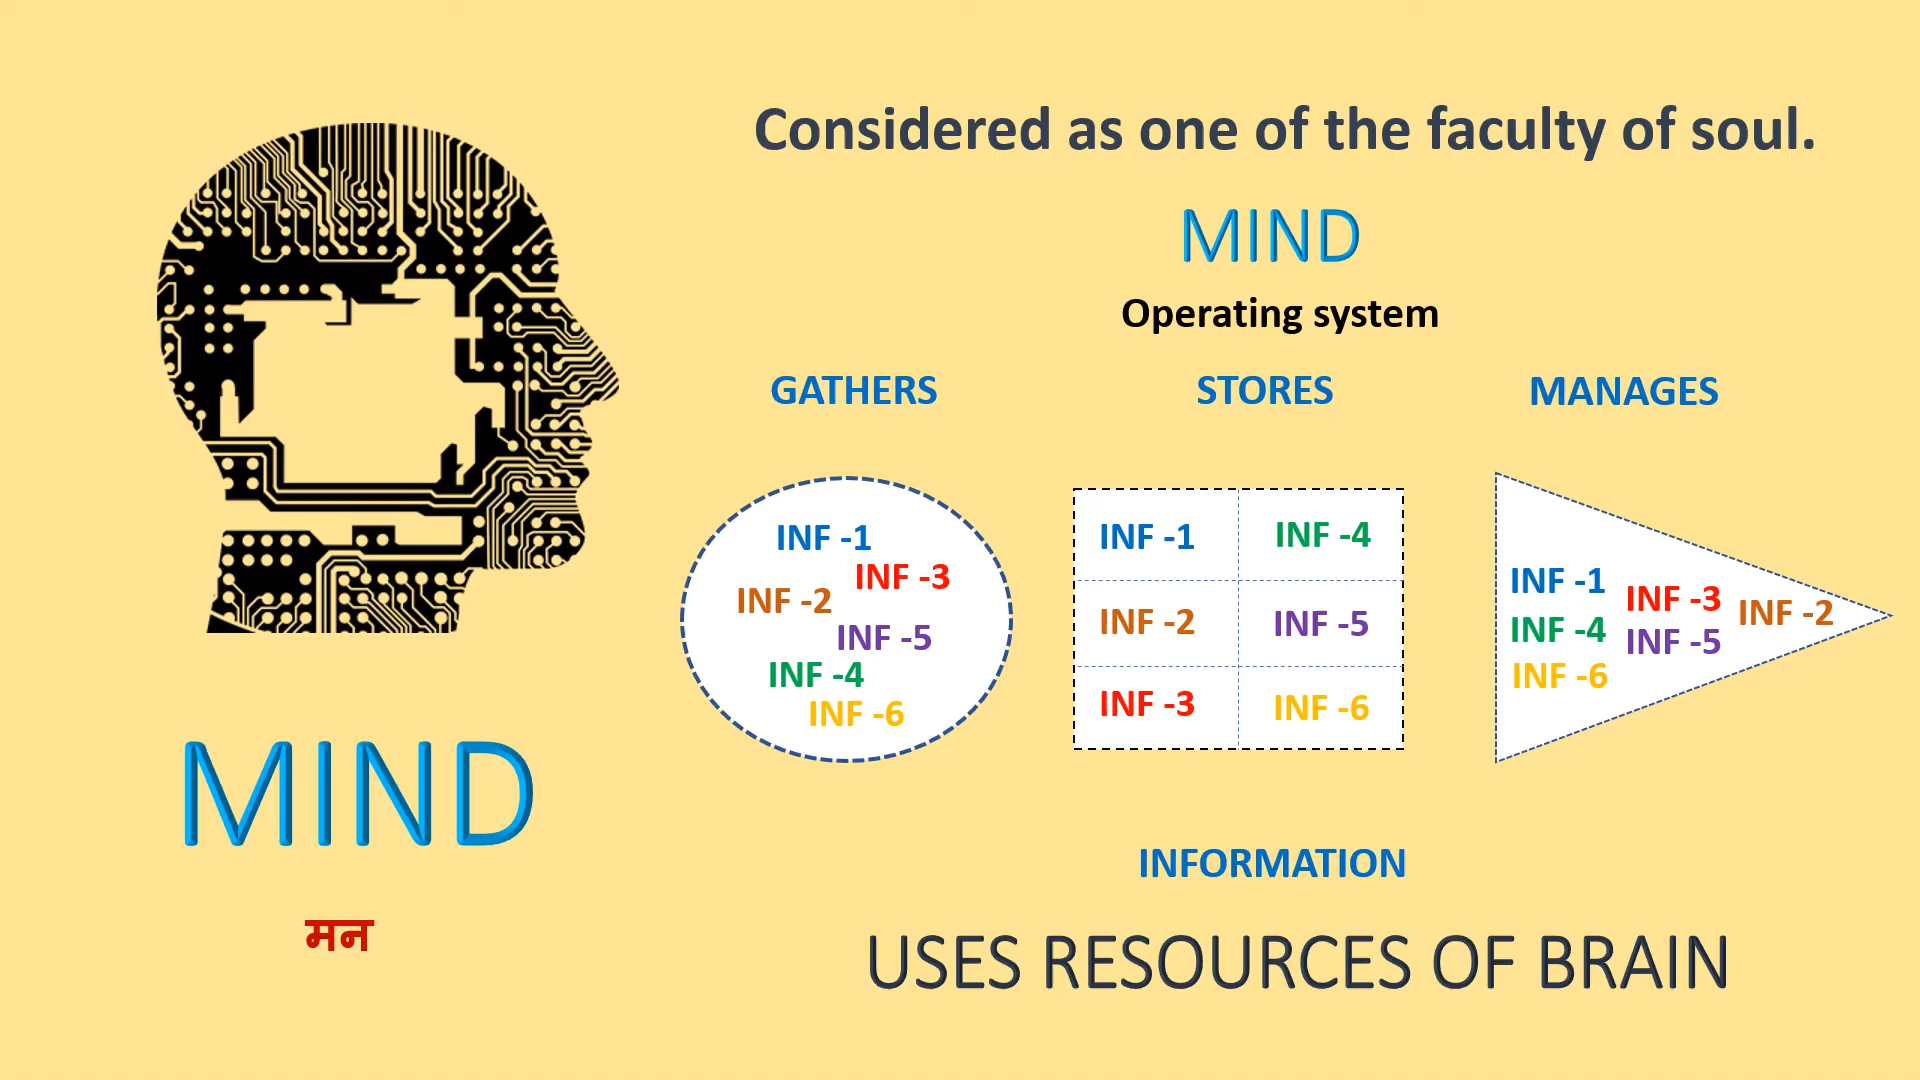 Considered as one of the faculty of soul.
MIND
Operating system
GATHERS
STORES
MANAGES
INF -1
INF -3
INF -2
INF -5
INF -4
INF -6
INF -1
INF -4
INF -2
INF -5
INF -3
INF -6
INF -1
INF -3
INF -2
INF -4
INF -5
INF -6
INFORMATION
USES RESOURCES OF BRAIN
MIND
मन